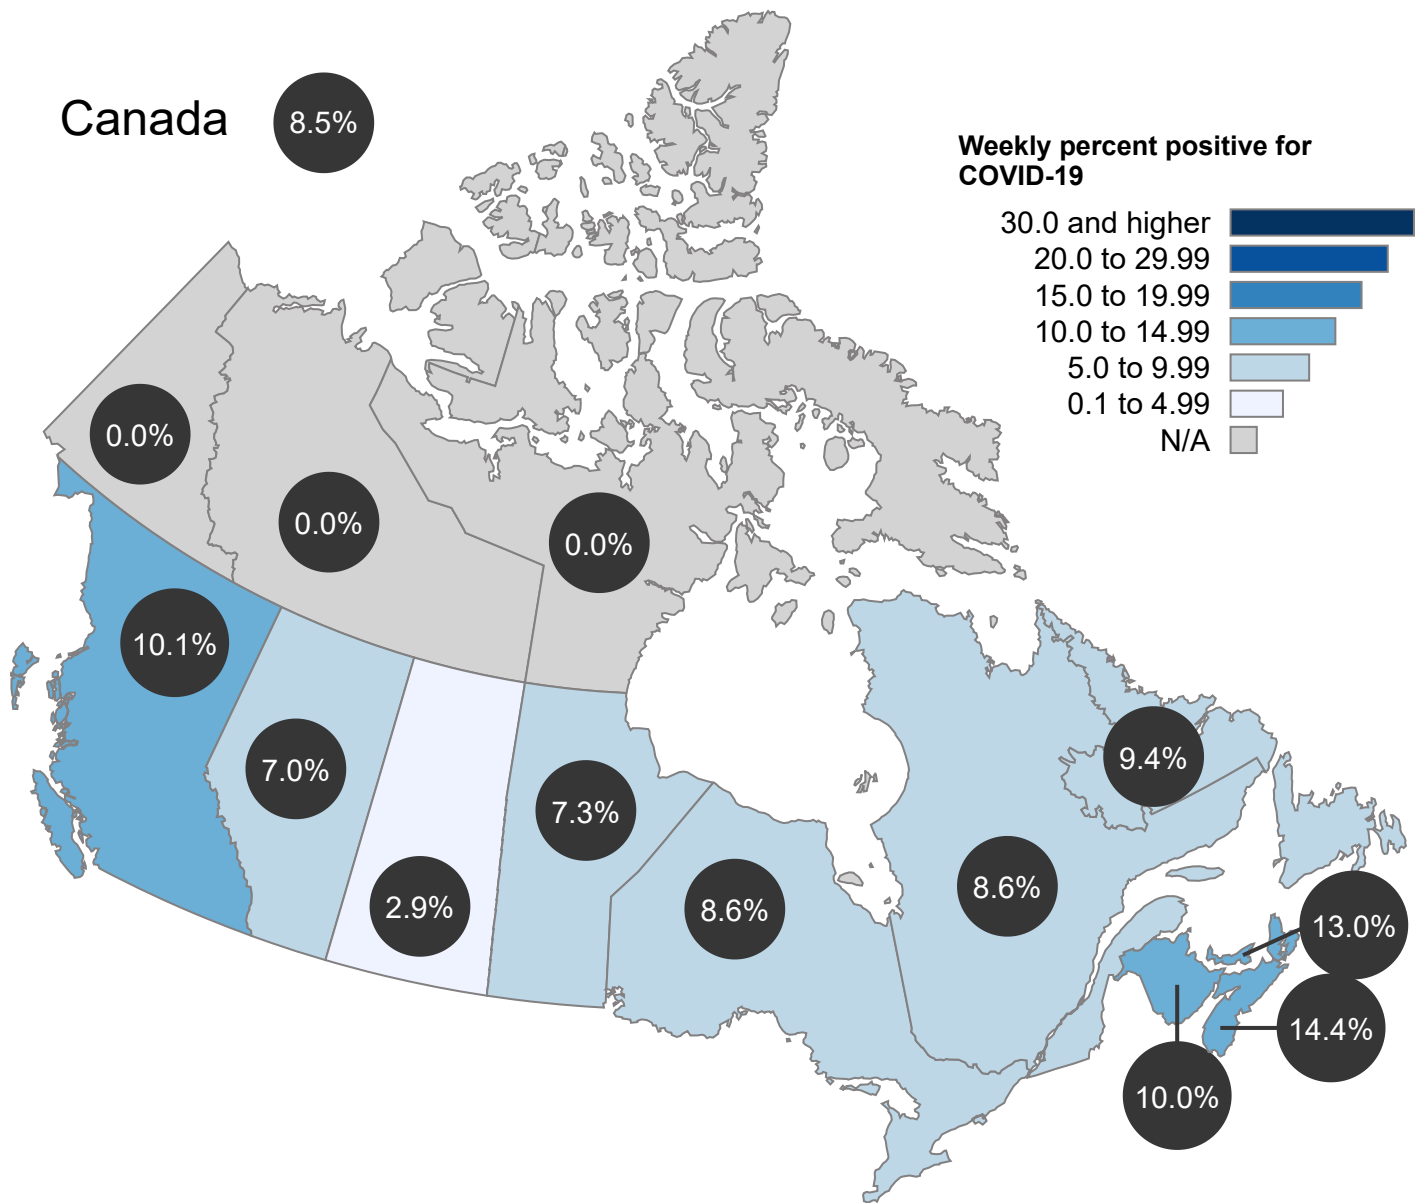 Canada
8.5%
Weekly percent positive for
COVID-19
30.0 and higher
20.0 to 29.99
15.0 to 19.99
10.0 to 14.99
5.0 to 9.99
0.1 to 4.99
N/A
0.0%
0.0%
0.0%
10.1%
7.0%
2.9%
7.3%
8.6%
8.6%
9.4%
13.0%
14.4%
10.0%